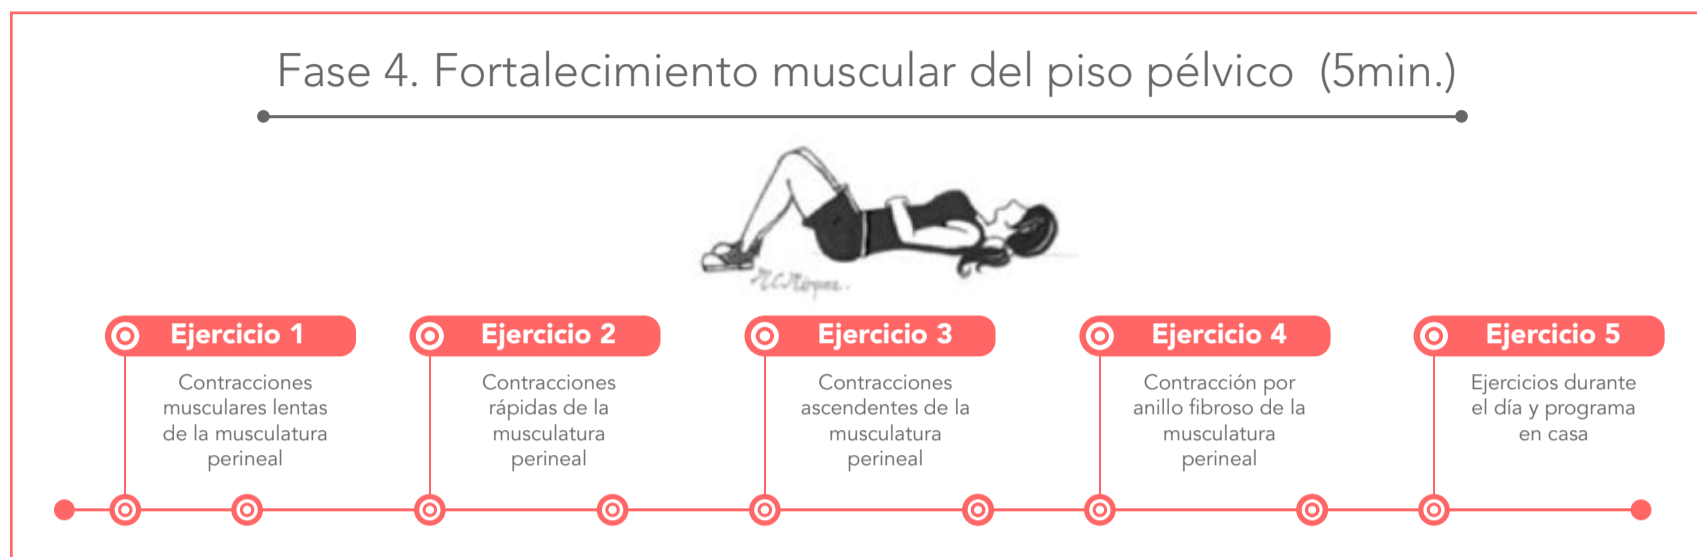 Fase 4. Fortalecimiento muscular del piso pélvico (5min.)
Ejercicio 1
Contracciones
musculares lentas
de la musculatura
perineal
Ejercicio 2
Contracciones
rápidas de la
musculatura
perineal
Ejercicio 3
Contracciones
ascendentes de la
musculatura
perineal
Ejercicio 4
Contracción por
anillo fibroso de la
musculatura
perineal
Ejercicio 5
Ejercicios durante
el día y programa
en casa